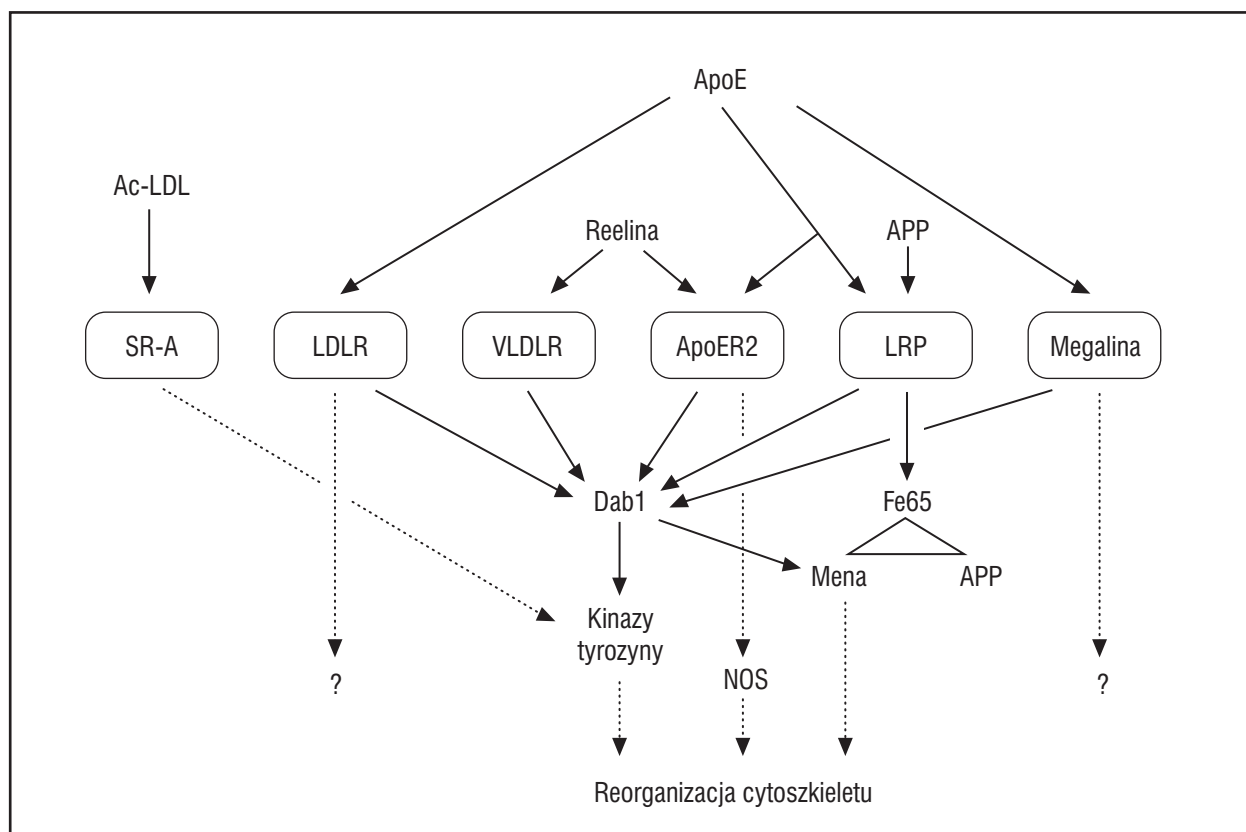 ApoE
Ac-LDL
Reelina
APP
SR-A
LDLR
VLDLR
ApoER2
LRP
Megalina
Dab1
Fe65
Mena
APP
Kinazy
tyrozyny
?
NOS
?
Reorganizacja cytoszkieletu